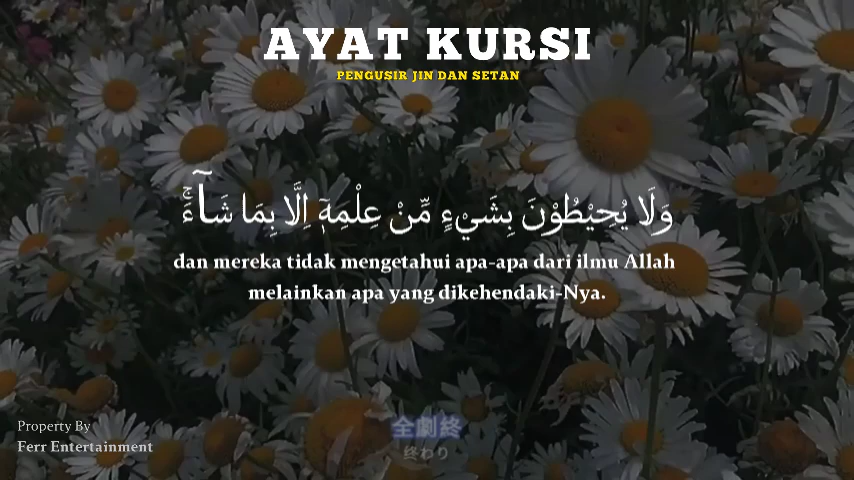 AYAT KURSI
PENGUSIR JIN DAN SETAN
وَلَا يُحِيْطُوْنَ بِشَيْءٍ مِّنْ عِلْمِهٖٓ اِلَّا بِمَا شَاۤءَۚ
dan mereka tidak mengetahui apa-apa dari ilmu Allah
melainkan apa yang dikehendaki-Nya.
Property By
Ferr Entertainment
全劇終
终わり